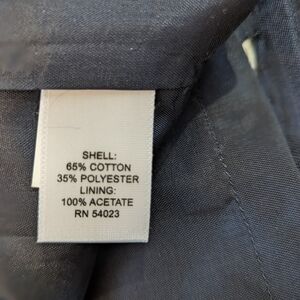 SHELL:
65% COTTON
35% POLYESTER
LINING:
100% ACETATE
RN 54023